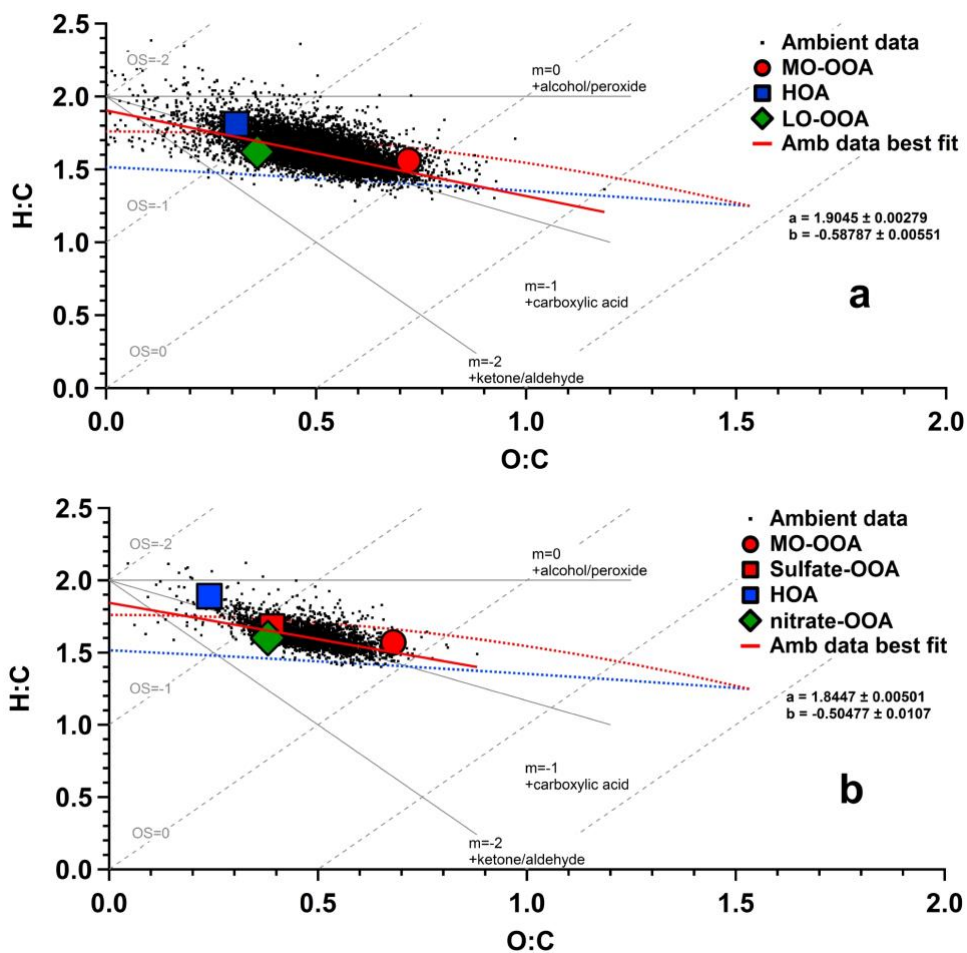 2.5
2.0
1.5
1.0
0.5
0.0
H:C
0.0
0.5
1.0
1.5
2.0
O:C
OS=-2
OS=-1
OS=0
m=0
+alcohol/peroxide
m=-1
+carboxylic acid
m=-2
+ketone/aldehyde
Ambient data
MO-OOA
HOA
LO-OOA
Amb data best fit
a = 1.9045 ± 0.00279
b = -0.58787 ± 0.00551
a
2.5
2.0
1.5
1.0
0.5
0.0
H:C
0.0
0.5
1.0
1.5
2.0
O:C
OS=-2
OS=-1
OS=0
m=0
+alcohol/peroxide
m=-1
+carboxylic acid
m=-2
+ketone/aldehyde
Ambient data
MO-OOA
Sulfate-OOA
HOA
nitrate-OOA
Amb data best fit
a = 1.8447 ± 0.00501
b = -0.50477 ± 0.0107
b